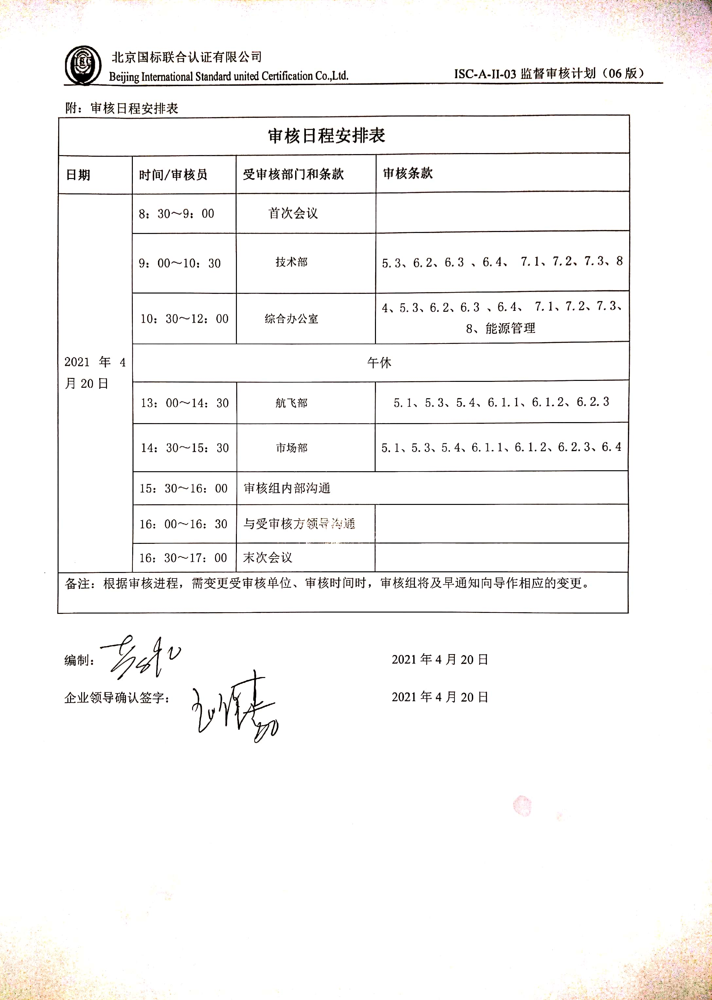 北京国标联合认证有限公司
Beijing International Standard united Certification Co.,Ltd.
ISC-A-II-03 监督审核计划（06 版）
附：审核日程安排表
审核日程安排表
日期 时间/审核员 受审核部门和条款 审核条款
8：30～9：00 首次会议
9：00～10：30 技术部 5.3、6.2、6.3 、6.4、 7.1、7.2、7.3、8
10：30～12：00 综合办公室 4、5.3、6.2、6.3 、6.4、 7.1、7.2、7.3、
8、能源管理
2021 年 4
月 20 日
午休
13：00～14：30 航飞部 5.1、5.3、5.4、6.1.1、6.1.2、6.2.3
14：30～15：30 市场部 5.1、5.3、5.4、6.1.1、6.1.2、6.2.3、6.4
15：30～16：00 审核组内部沟通
16：00～16：30 与受审核方领导沟通
16：30～17：00 末次会议
备注：根据审核进程，需变更受审核单位、审核时间时，审核组将及早通知向导作相应的变更。
编制： 2021 年 4 月 20 日
企业领导确认签字： 2021 年 4 月 20 日